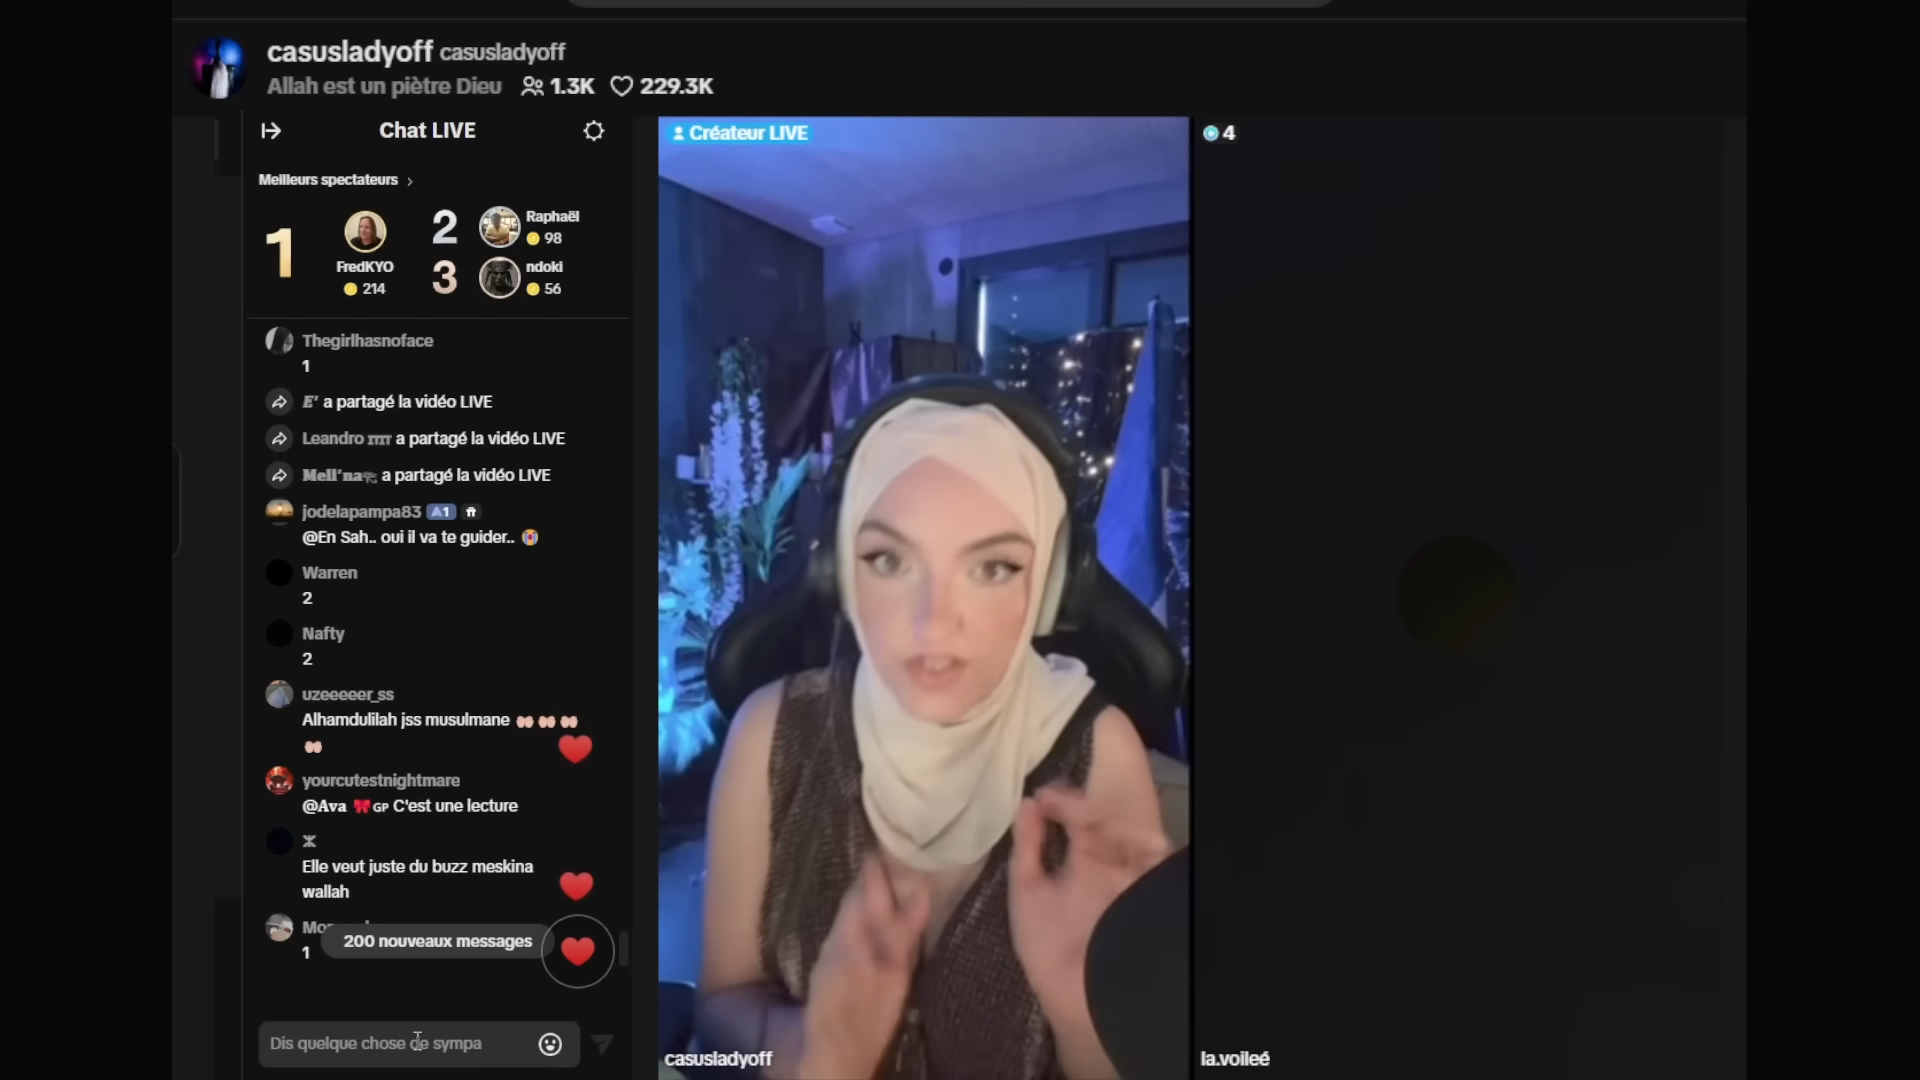 casusladyoff casusladyoff
Allah est un piètre Dieu 1.3K 229.3K
Chat LIVE
Meilleurs spectateurs >
1
FredKYO
214
2
Raphaël
98
3
ndoki
56
Thegirlhasnoface
1
E' a partagé la vidéo LIVE
Leandro a partagé la vidéo LIVE
Mell'na a partagé la vidéo LIVE
jodelapampa83 A1
@En Sah.. oui il va te guider.. 😭
Warren
2
Nafty
2
uzeeeeer_ss
Alhamdulilah jss musulmane 🤲🏻🤲🏻🤲🏻
🤲🏻
yourcutestnightmare
@Ava 🎀 GP C'est une lecture
ⵣ
Elle veut juste du buzz meskina
wallah
1
200 nouveaux messages
Dis quelque chose de sympa
Créateur LIVE
casusladyoff
4
la.voileé